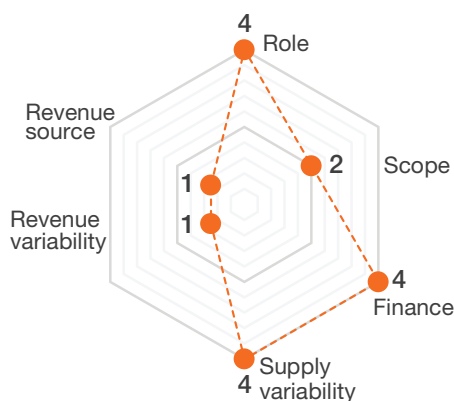 4
Role
Revenue
source
2
Scope
1
Revenue
variability
1
4
Finance
4
Supply
variability